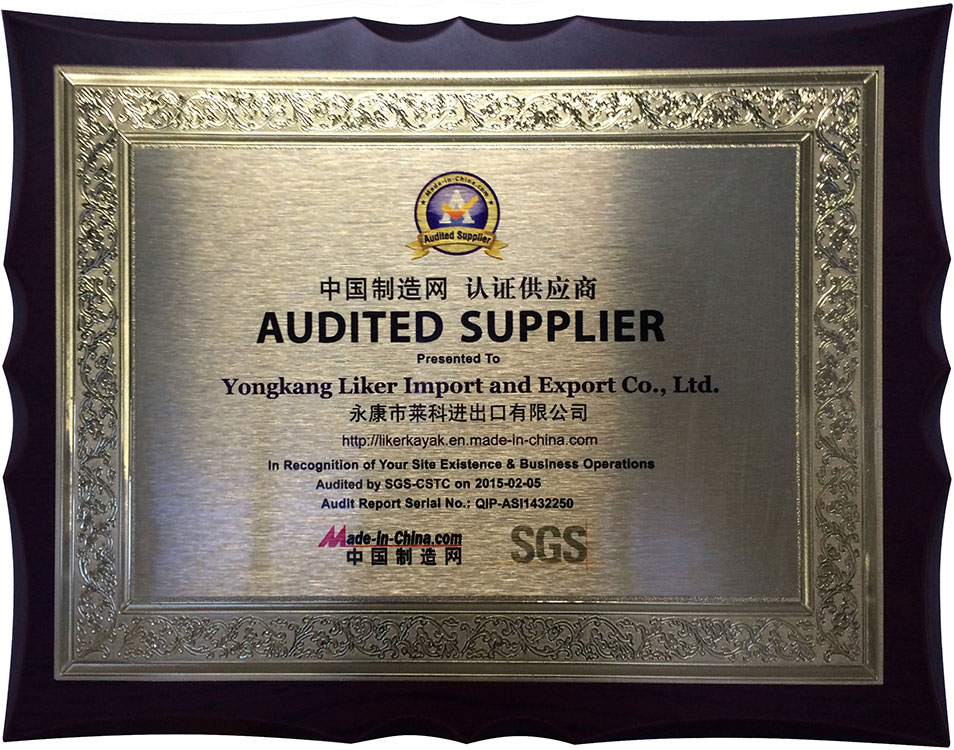 Made-in-China.com
Audited Supplier
中国制造网 认证供应商
AUDITED SUPPLIER
Presented To
Yongkang Liker Import and Export Co., Ltd.
永康市莱科进出口有限公司
http://likerkayak.en.made-in-china.com
In Recognition of Your Site Existence & Business Operations
Audited by SGS-CSTC on 2015-02-05
Audit Report Serial No.: QIP-ASI1432250
Made-in-China.com
中国制造网
SGS